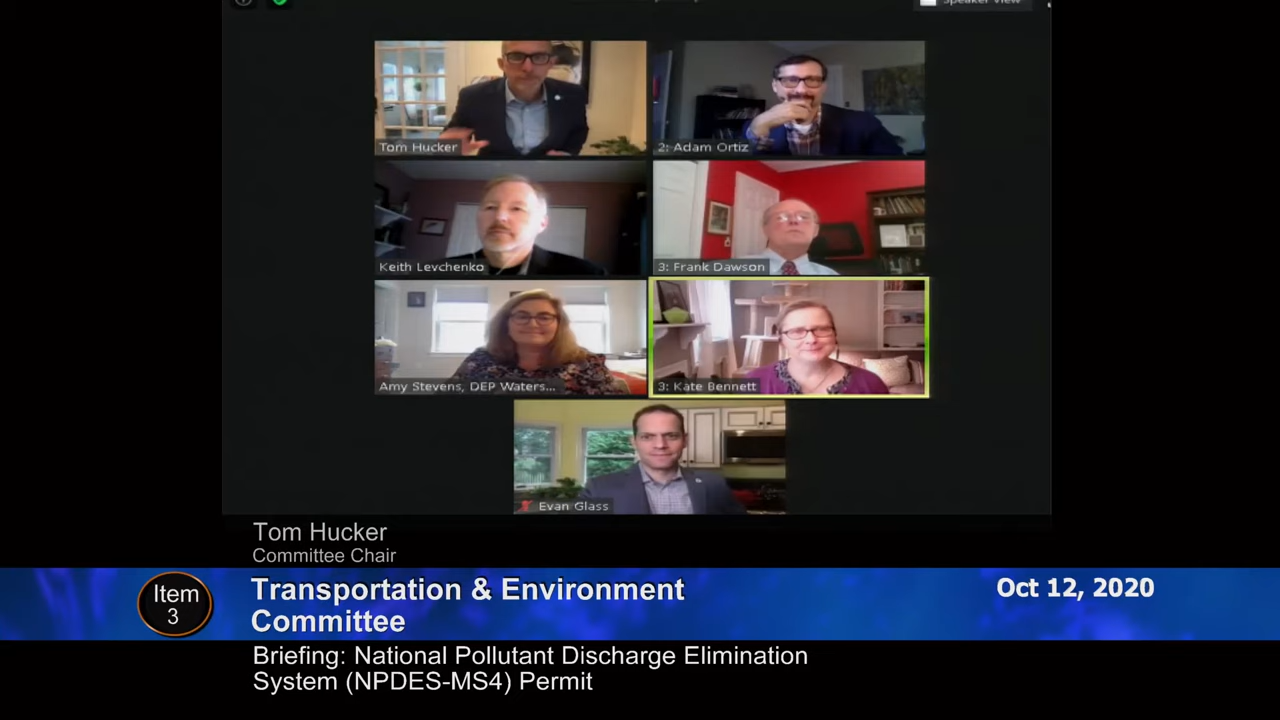 Speaker View
Tom Hucker
2: Adam Ortiz
Keith Levchenko
3: Frank Dawson
Amy Stevens, DEP Waters...
3: Kate Bennett
Evan Glass
Tom Hucker
Committee Chair
Item
3
Transportation & Environment
Committee
Oct 12, 2020
Briefing: National Pollutant Discharge Elimination
System (NPDES-MS4) Permit